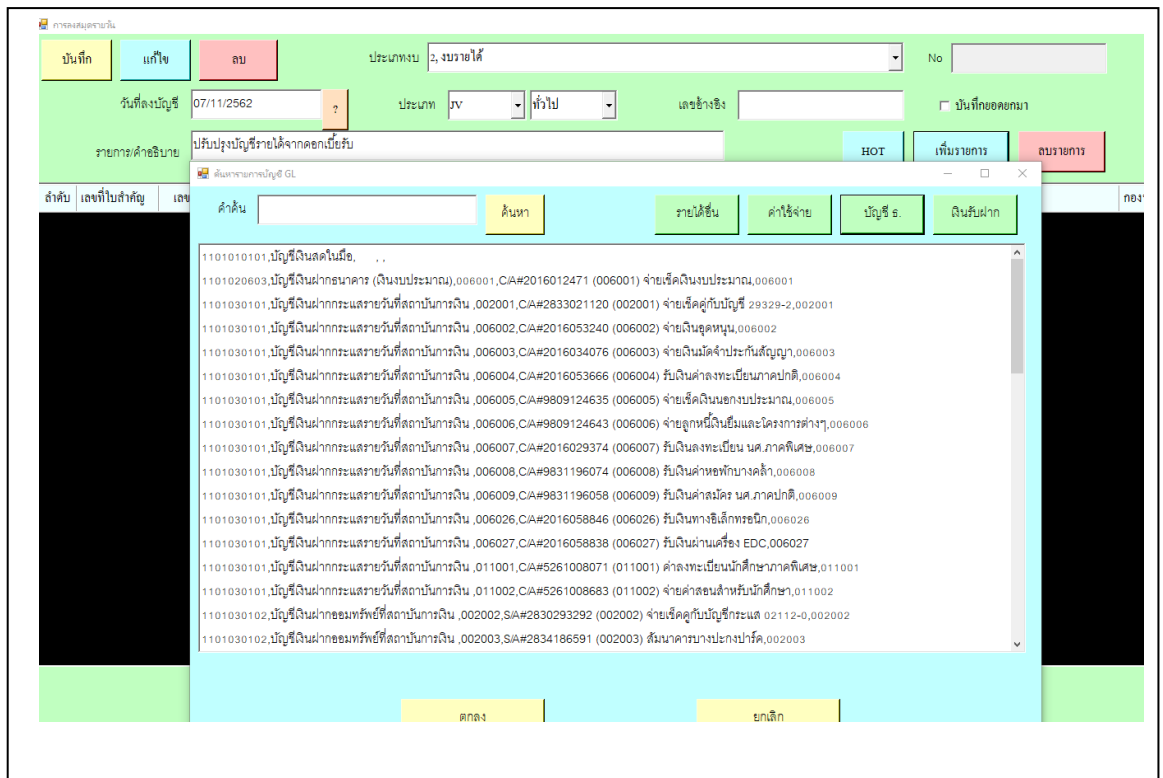 การลงสมุดรายวัน
บันทึก แก้ไข ลบ ประเภทงบ 2, งบรายได้ No
วันที่ลงบัญชี 07/11/2562 ? ประเภท JV ทั่วไป เลขอ้างอิง บันทึกยอดยกมา
รายการ/คำอธิบาย ปรับปรุงบัญชีรายได้จากดอกเบี้ยรับ HOT เพิ่มรายการ ลบรายการ
ค้นหารายการบัญชี GL
ลำดับ เลขที่ใบสำคัญ เลข กองท
คำค้น ค้นหา รายได้อื่น ค่าใช้จ่าย บัญชี ธ. เงินรับฝาก
1101010101,บัญชีเงินสดในมือ, , ,
1101020603,บัญชีเงินฝากธนาคาร (เงินงบประมาณ),006001,C/A#2016012471 (006001) จ่ายเช็คเงินงบประมาณ,006001
1101030101,บัญชีเงินฝากกระแสรายวันที่สถาบันการเงิน ,002001,C/A#2833021120 (002001) จ่ายเช็คคู่กับบัญชี 29329-2,002001
1101030101,บัญชีเงินฝากกระแสรายวันที่สถาบันการเงิน ,006002,C/A#2016053240 (006002) จ่ายเงินอุดหนุน,006002
1101030101,บัญชีเงินฝากกระแสรายวันที่สถาบันการเงิน ,006003,C/A#2016034076 (006003) จ่ายเงินมัดจำประกันสัญญา,006003
1101030101,บัญชีเงินฝากกระแสรายวันที่สถาบันการเงิน ,006004,C/A#2016053666 (006004) รับเงินค่าลงทะเบียนภาคปกติ,006004
1101030101,บัญชีเงินฝากกระแสรายวันที่สถาบันการเงิน ,006005,C/A#9809124635 (006005) จ่ายเช็คเงินนอกงบประมาณ,006005
1101030101,บัญชีเงินฝากกระแสรายวันที่สถาบันการเงิน ,006006,C/A#9809124643 (006006) จ่ายลูกหนี้เงินยืมและโครงการต่างๆ,006006
1101030101,บัญชีเงินฝากกระแสรายวันที่สถาบันการเงิน ,006007,C/A#2016029374 (006007) รับเงินลงทะเบียน นศ.ภาคพิเศษ,006007
1101030101,บัญชีเงินฝากกระแสรายวันที่สถาบันการเงิน ,006008,C/A#9831196074 (006008) รับเงินค่าหอพักบางคล้า,006008
1101030101,บัญชีเงินฝากกระแสรายวันที่สถาบันการเงิน ,006009,C/A#9831196058 (006009) รับเงินค่าสมัคร นศ.ภาคปกติ,006009
1101030101,บัญชีเงินฝากกระแสรายวันที่สถาบันการเงิน ,006026,C/A#2016058846 (006026) รับเงินทางอิเล็กทรอนิก,006026
1101030101,บัญชีเงินฝากกระแสรายวันที่สถาบันการเงิน ,006027,C/A#2016058838 (006027) รับเงินผ่านเครื่อง EDC,006027
1101030101,บัญชีเงินฝากกระแสรายวันที่สถาบันการเงิน ,011001,C/A#5261008071 (011001) ค่าลงทะเบียนนักศึกษาภาคพิเศษ,011001
1101030101,บัญชีเงินฝากกระแสรายวันที่สถาบันการเงิน ,011002,C/A#5261008683 (011002) จ่ายค่าสอนสำหรับนักศึกษา,011002
1101030102,บัญชีเงินฝากออมทรัพย์ที่สถาบันการเงิน ,002002,S/A#2830293292 (002002) จ่ายเช็คคู่กับบัญชีกระแส 02112-0,002002
1101030102,บัญชีเงินฝากออมทรัพย์ที่สถาบันการเงิน ,002003,S/A#2834186591 (002003) สัมนาคารบางปะกงปาร์ค,002003
ตกลง ยกเลิก